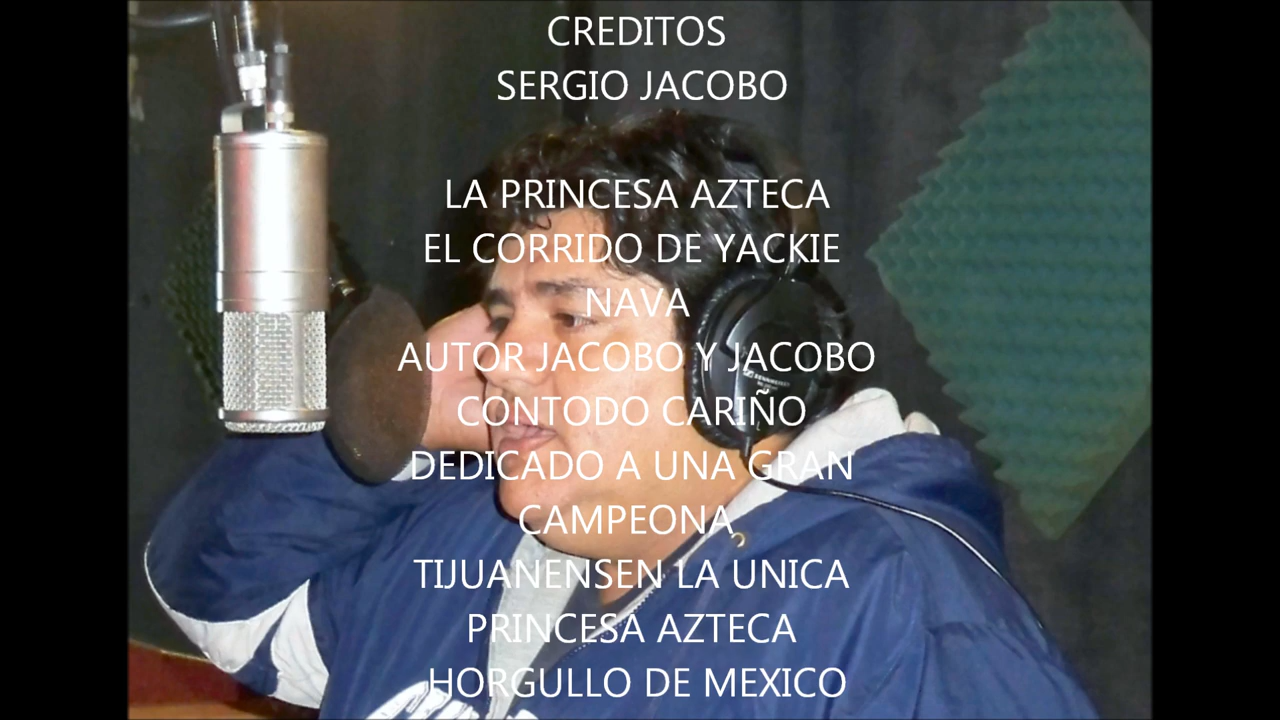 CREDITOS
SERGIO JACOBO
LA PRINCESA AZTECA
EL CORRIDO DE YACKIE
NAVA
AUTOR JACOBO Y JACOBO
CONTODO CARIÑO
DEDICADO A UNA GRAN
CAMPEONA
TIJUANENSEN LA UNICA
PRINCESA AZTECA
HORGULLO DE MEXICO
SENNHEISER